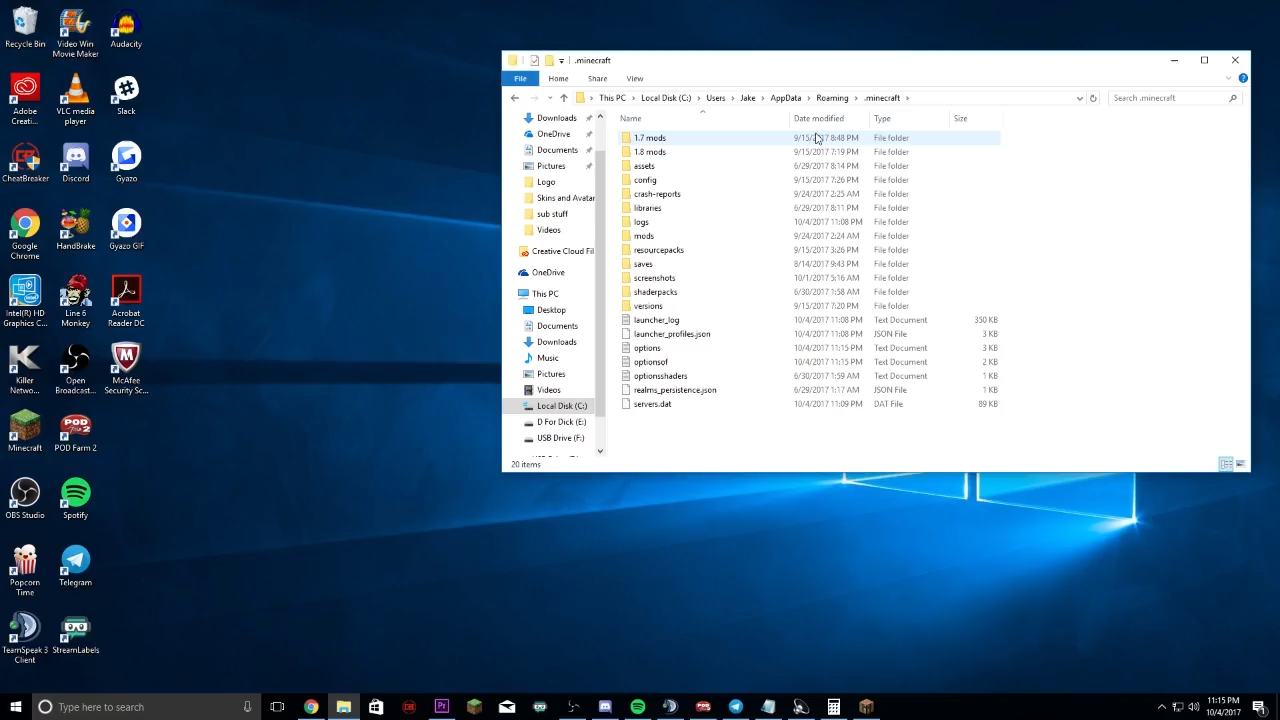 Recycle Bin
Video Win Movie Maker
Audacity
Adobe Creati...
VLC media player
Slack
CheatBreaker
Discord
Gyazo
Google Chrome
HandBrake
Gyazo GIF
Intel(R) HD Graphics C...
Line 6 Monkey
Acrobat Reader DC
Killer Networ...
Open Broadcast...
McAfee Security...
Minecraft
POD Farm 2
OBS Studio
Spotify
Popcorn Time
Telegram
TeamSpeak 3 Client
StreamLabels
.minecraft
File Home Share View
This PC > Local Disk (C:) > Users > Jake > AppData > Roaming > .minecraft >
Search .minecraft
Name Date modified Type Size
Downloads
OneDrive
Documents
Pictures
Logo
Skins and Avatar
sub stuff
Videos
Creative Cloud Fil
OneDrive
This PC
Desktop
Documents
Downloads
Music
Pictures
Videos
Local Disk (C:)
D For Dick (E:)
USB Drive (F:)
1.7 mods 9/15/2017 8:48 PM File folder
1.8 mods 9/15/2017 7:19 PM File folder
assets 6/29/2017 8:14 PM File folder
config 9/15/2017 7:26 PM File folder
crash-reports 9/24/2017 2:25 AM File folder
libraries 6/29/2017 8:11 PM File folder
logs 10/4/2017 11:08 PM File folder
mods 9/24/2017 2:24 AM File folder
resourcepacks 9/15/2017 3:26 PM File folder
saves 8/14/2017 9:43 PM File folder
screenshots 10/1/2017 5:16 AM File folder
shaderpacks 6/30/2017 1:58 AM File folder
versions 9/15/2017 7:20 PM File folder
launcher_log 10/4/2017 11:08 PM Text Document 350 KB
launcher_profiles.json 10/4/2017 11:08 PM JSON File 3 KB
options 10/4/2017 11:15 PM Text Document 3 KB
optionsof 10/4/2017 11:15 PM Text Document 2 KB
optionsshaders 6/30/2017 1:59 AM Text Document 1 KB
realms_persistence.json 6/29/2017 1:17 AM JSON File 1 KB
servers.dat 10/4/2017 11:09 PM DAT File 89 KB
20 items
Type here to search
11:15 PM
10/4/2017